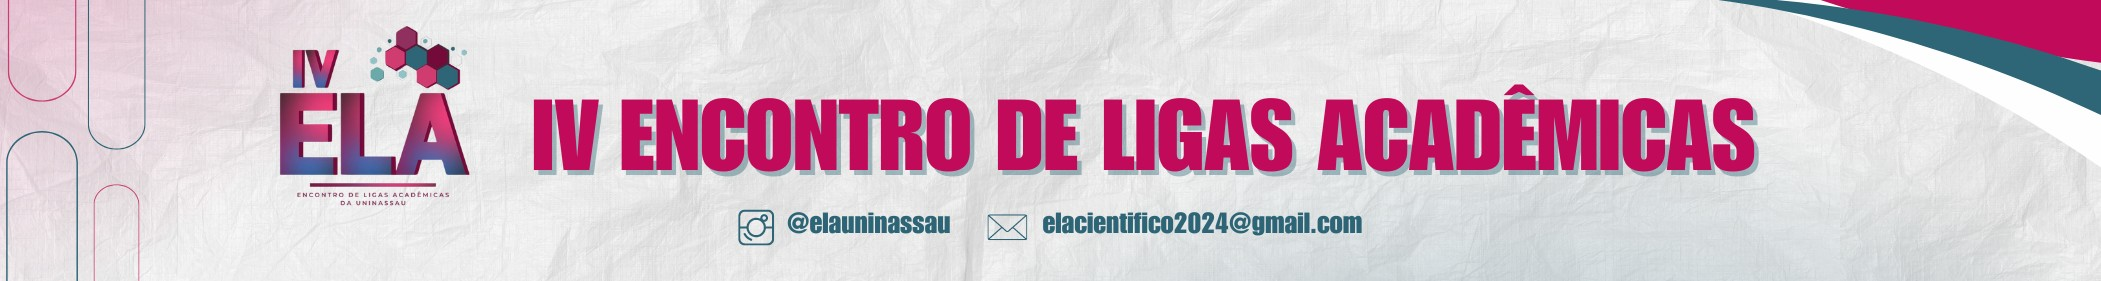 IV
ELA
ENCONTRO DE LIGAS ACADÊMICAS
DA UNINASSAU
IV ENCONTRO DE LIGAS ACADÊMICAS
@elauninassau
elacientifico2024@gmail.com